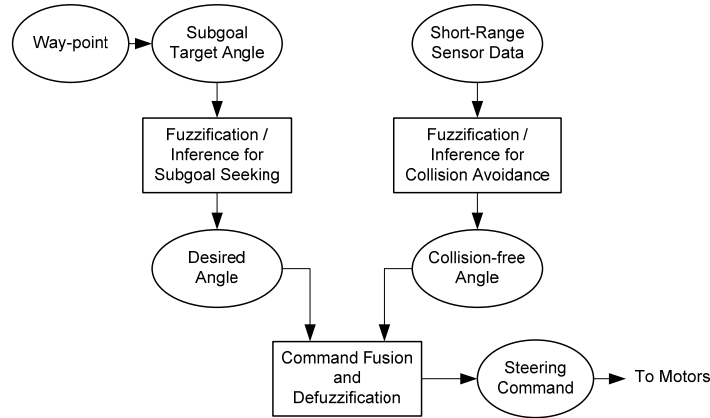 Way-point
Subgoal
Target Angle
Short-Range
Sensor Data
Fuzzification /
Inference for
Subgoal Seeking
Fuzzification /
Inference for
Collision Avoidance
Desired
Angle
Collision-free
Angle
Command Fusion
and
Defuzzification
Steering
Command
To Motors